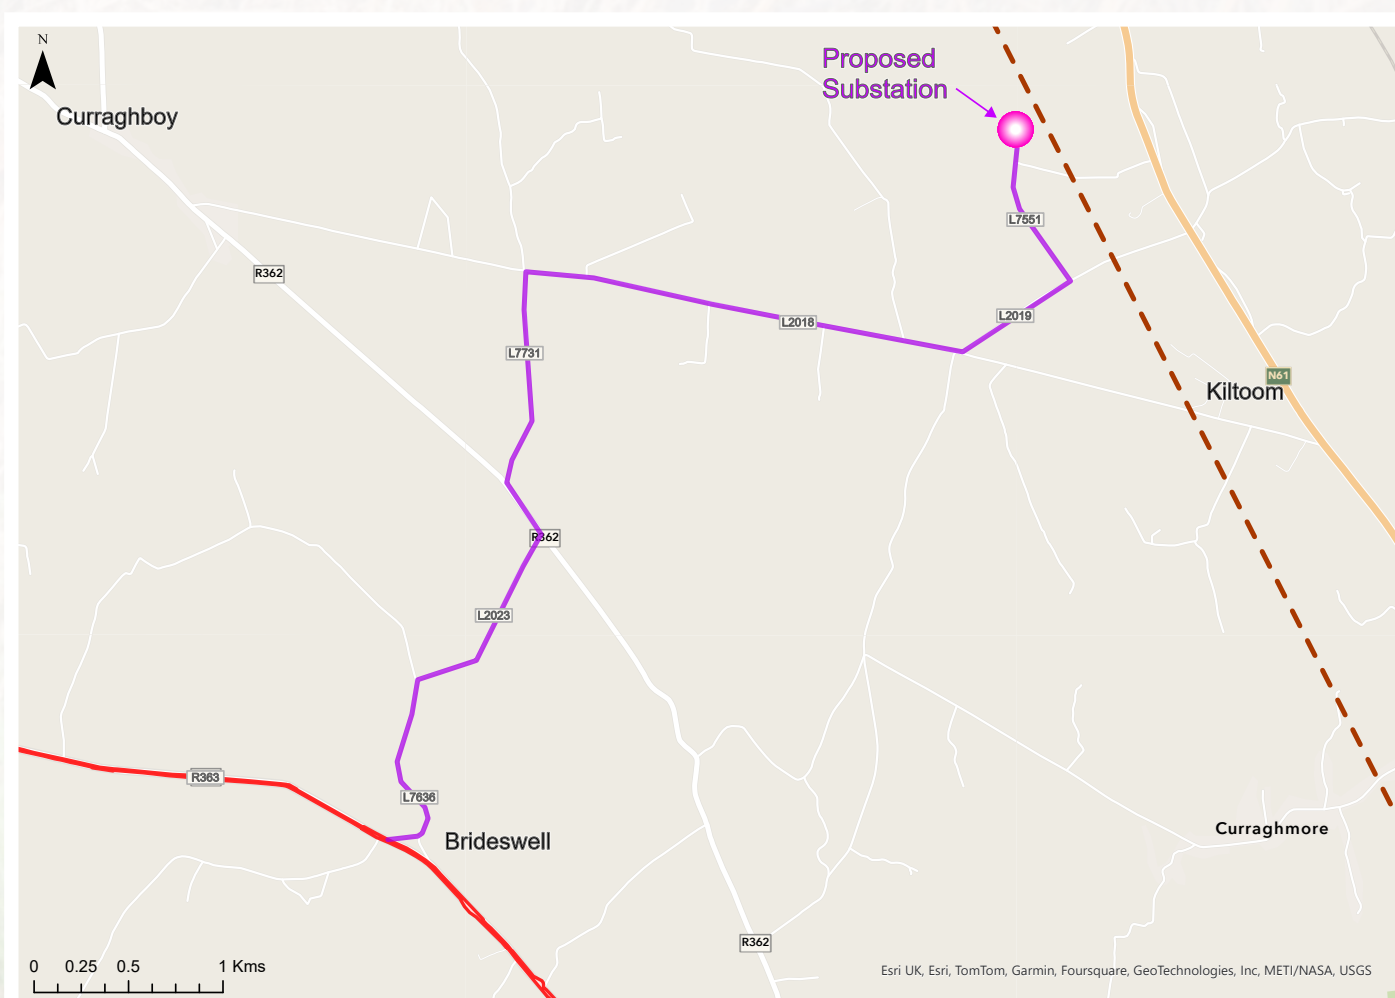 N
Proposed
Substation
Curraghboy
L7551
R362
L2019
L2018
L7731
N61
Kiltoom
R362
L2023
R363
L7636
Curraghmore
Brideswell
R362
0 0.25 0.5 1 Kms
Esri UK, Esri, TomTom, Garmin, Foursquare, GeoTechnologies, Inc, METI/NASA, USGS